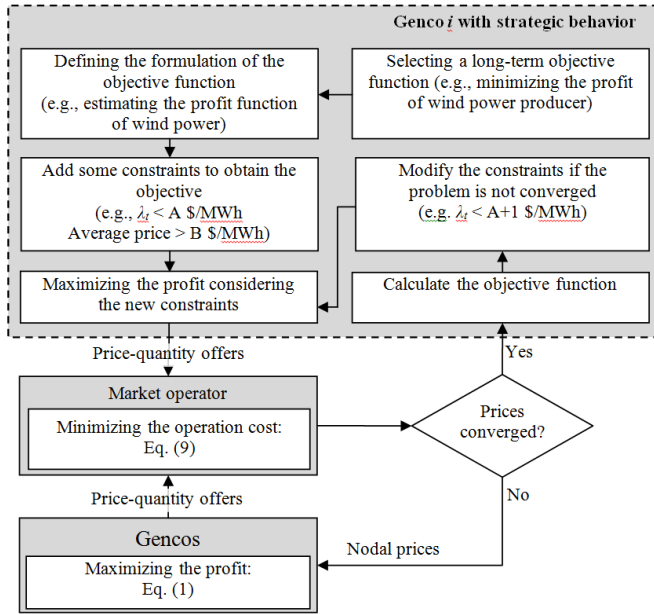 Genco i with strategic behavior
Defining the formulation of the
objective function
(e.g., estimating the profit function
of wind power)
Selecting a long-term objective
function (e.g., minimizing the profit
of wind power producer)
Add some constraints to obtain the
objective
(e.g., λt < A $/MWh
Average price > B $/MWh)
Modify the constraints if the
problem is not converged
(e.g. λt < A+1 $/MWh)
Maximizing the profit considering
the new constraints
Calculate the objective function
Price-quantity offers
Yes
Market operator
Minimizing the operation cost:
Eq. (9)
Prices
converged?
Price-quantity offers
No
Gencos
Maximizing the profit:
Eq. (1)
Nodal prices